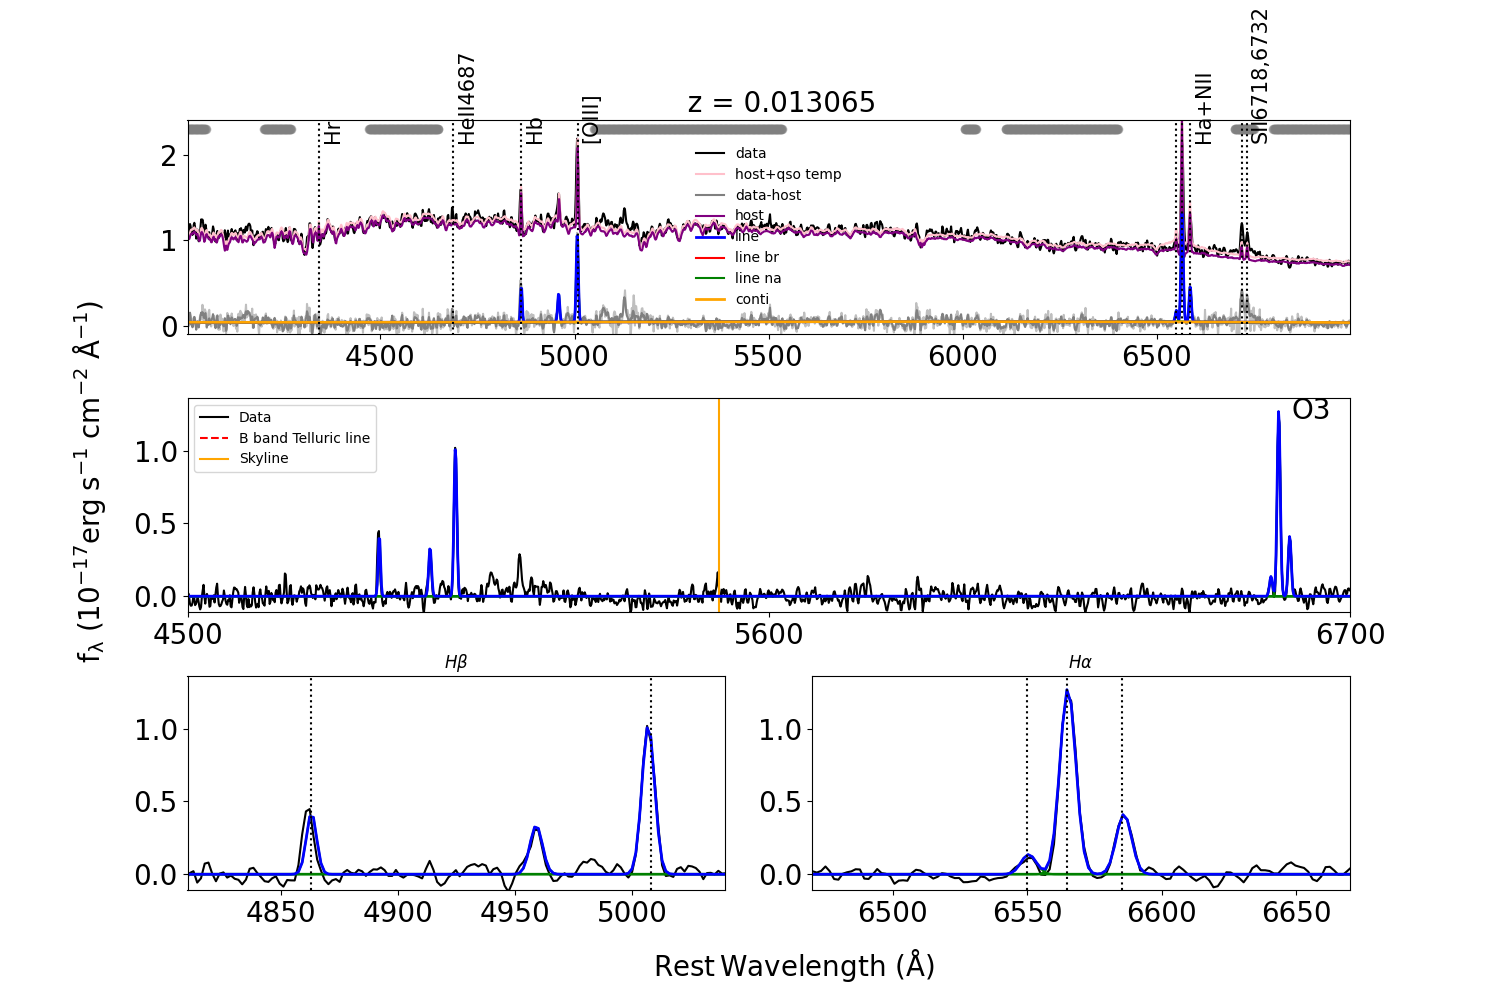 z = 0.013065
Hr
HeII4687
Hb
[OIII]
Ha+NII
SII6718,6732
data
host+qso temp
data-host
host
line
line br
line na
conti
2
1
0
4500
5000
5500
6000
6500
f_λ (10^−17 erg s^−1 cm^−2 Å^−1)
Data
B band Telluric line
Skyline
O3
1.0
0.5
0.0
4500
5600
6700
Hβ
1.0
0.5
0.0
4850
4900
4950
5000
Hα
1.0
0.5
0.0
6500
6550
6600
6650
Rest Wavelength (Å)